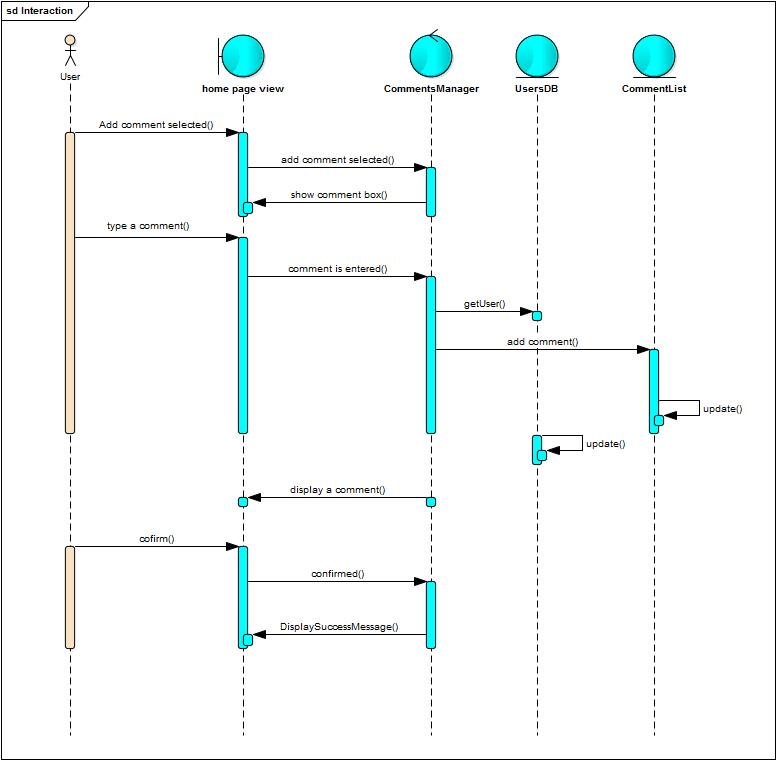 sd Interaction
User
home page view
CommentsManager
UsersDB
CommentList
Add comment selected()
add comment selected()
show comment box()
type a comment()
comment is entered()
getUser()
add comment()
update()
update()
display a comment()
cofirm()
confirmed()
DisplaySuccessMessage()